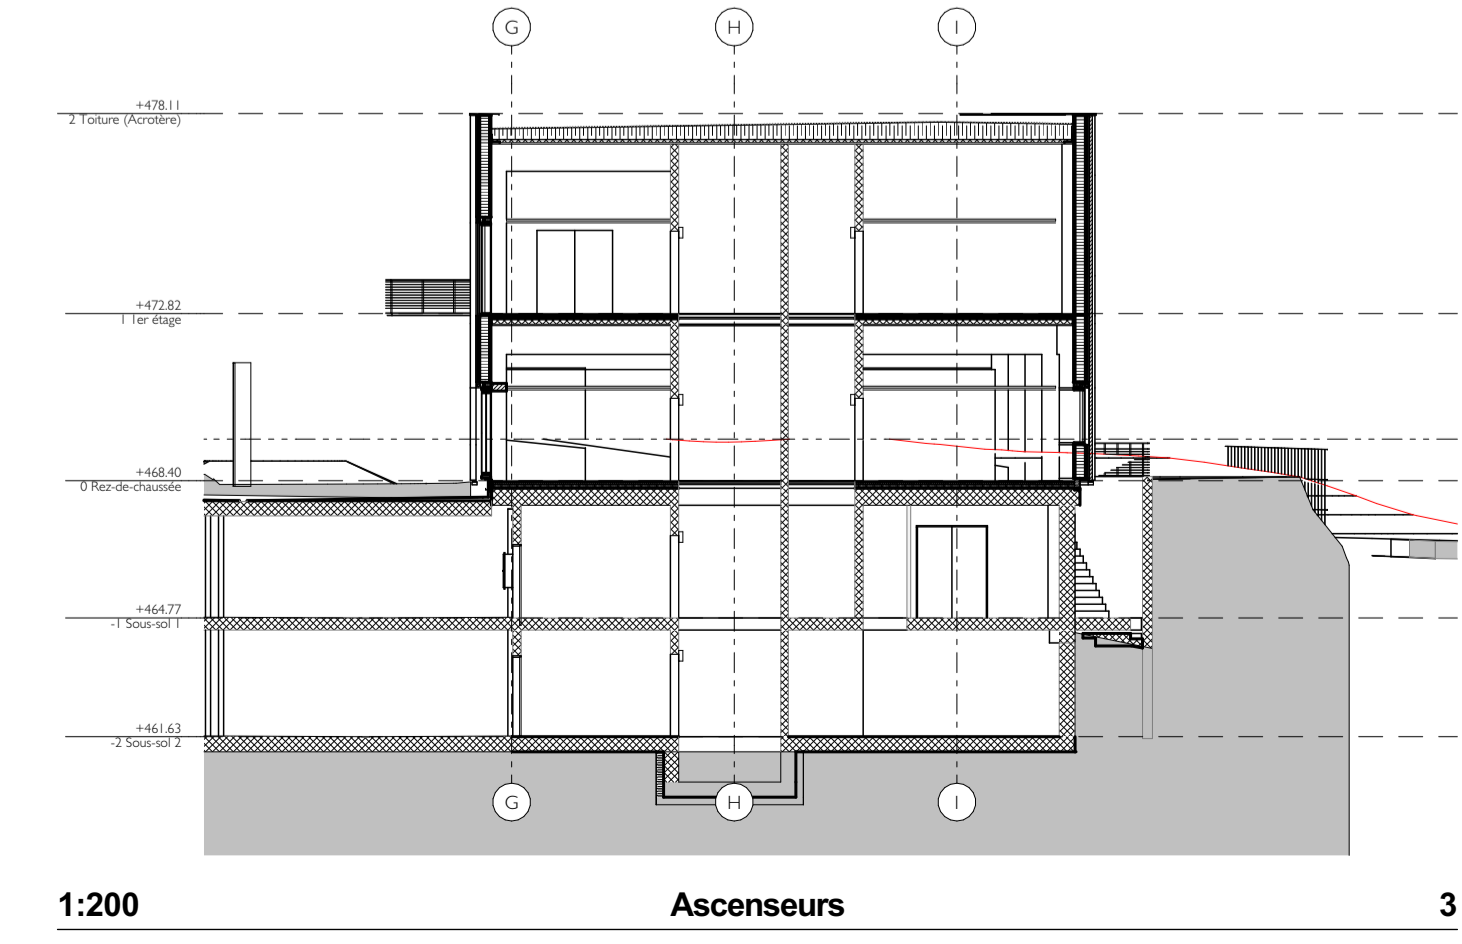 G H I
+478.11
2 Toiture (Acrotère)
+472.82
1 1er étage
+468.40
0 Rez-de-chaussée
+464.77
-1 Sous-sol 1
+461.63
-2 Sous-sol 2
G H I
1:200 Ascenseurs 3